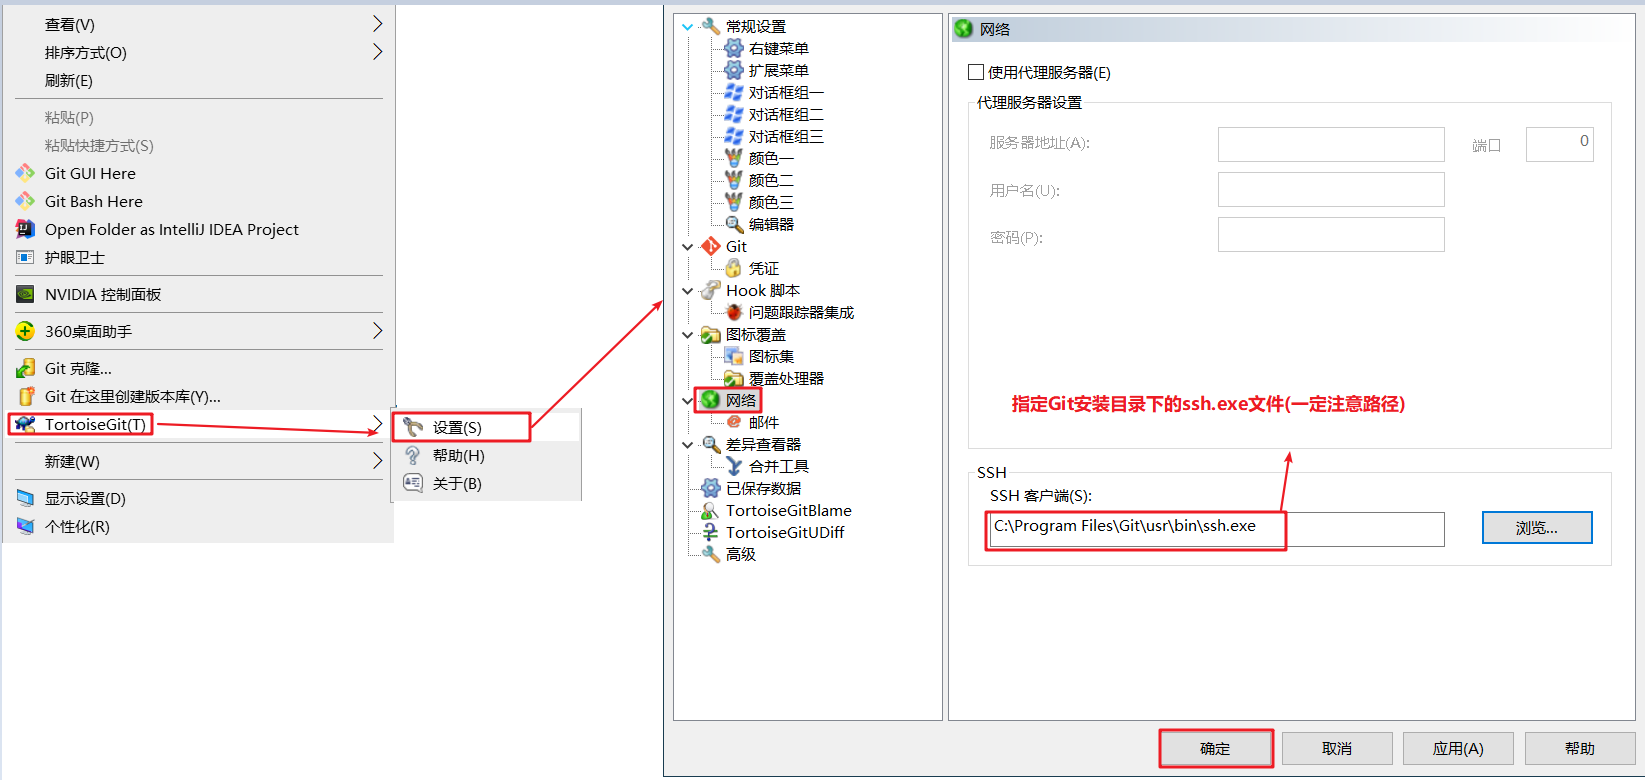 查看(V)
排序方式(O)
刷新(E)
粘贴(P)
粘贴快捷方式(S)
Git GUI Here
Git Bash Here
Open Folder as IntelliJ IDEA Project
护眼卫士
NVIDIA 控制面板
360桌面助手
Git 克隆...
Git 在这里创建版本库(Y)...
TortoiseGit(T)
新建(W)
显示设置(D)
个性化(R)
设置(S)
帮助(H)
关于(B)
常规设置
右键菜单
扩展菜单
对话框组一
对话框组二
对话框组三
颜色一
颜色二
颜色三
编辑器
Git
凭证
Hook 脚本
问题跟踪器集成
图标覆盖
图标集
覆盖处理器
网络
邮件
差异查看器
合并工具
已保存数据
TortoiseGitBlame
TortoiseGitUDiff
高级
网络
使用代理服务器(E)
代理服务器设置
服务器地址(A):
端口
0
用户名(U):
密码(P):
指定Git安装目录下的ssh.exe文件(一定注意路径)
SSH
SSH 客户端(S):
C:\Program Files\Git\usr\bin\ssh.exe
浏览...
确定
取消
应用(A)
帮助